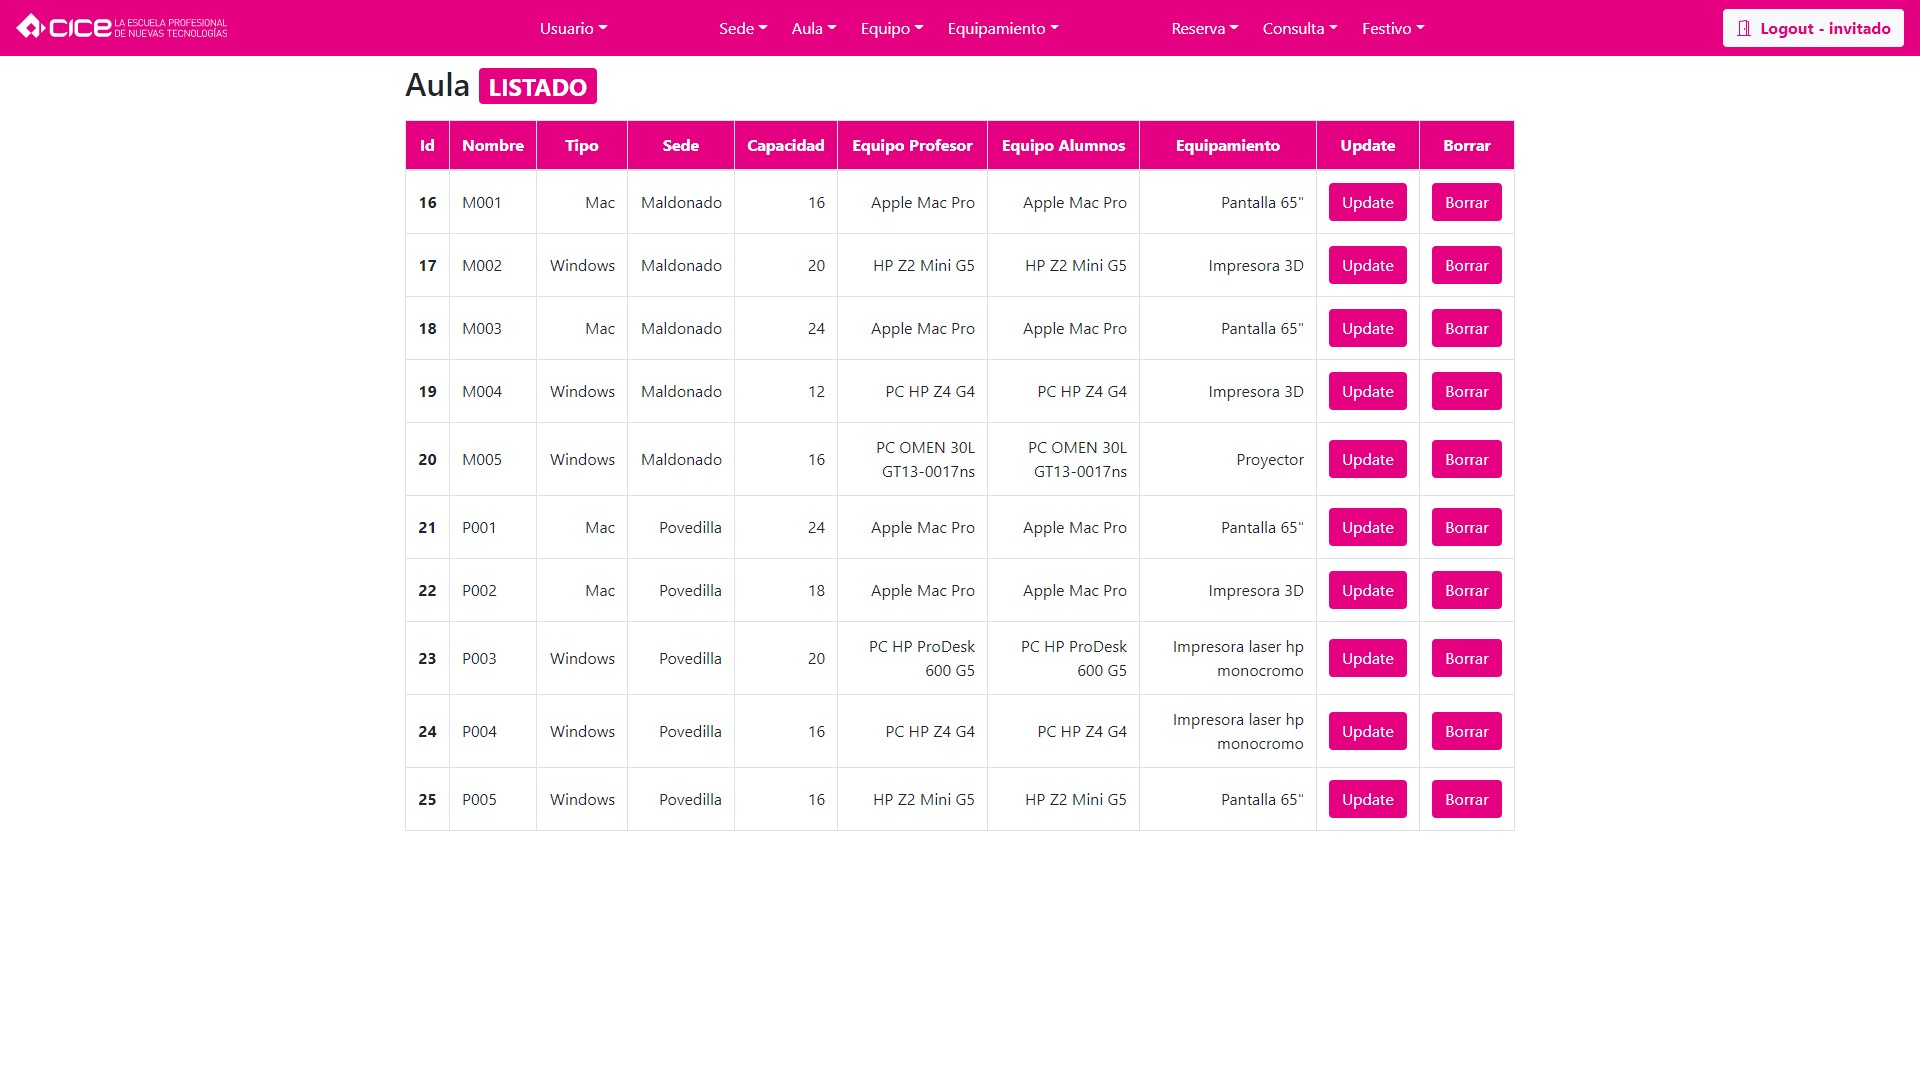 CICE LA ESCUELA PROFESIONAL
DE NUEVAS TECNOLOGÍAS
Usuario Sede Aula Equipo Equipamiento Reserva Consulta Festivo Logout - invitado
Aula LISTADO
Id Nombre Tipo Sede Capacidad Equipo Profesor Equipo Alumnos Equipamiento Update Borrar
16 M001 Mac Maldonado 16 Apple Mac Pro Apple Mac Pro Pantalla 65" Update Borrar
17 M002 Windows Maldonado 20 HP Z2 Mini G5 HP Z2 Mini G5 Impresora 3D Update Borrar
18 M003 Mac Maldonado 24 Apple Mac Pro Apple Mac Pro Pantalla 65" Update Borrar
19 M004 Windows Maldonado 12 PC HP Z4 G4 PC HP Z4 G4 Impresora 3D Update Borrar
20 M005 Windows Maldonado 16 PC OMEN 30L GT13-0017ns PC OMEN 30L GT13-0017ns Proyector Update Borrar
21 P001 Mac Povedilla 24 Apple Mac Pro Apple Mac Pro Pantalla 65" Update Borrar
22 P002 Mac Povedilla 18 Apple Mac Pro Apple Mac Pro Impresora 3D Update Borrar
23 P003 Windows Povedilla 20 PC HP ProDesk 600 G5 PC HP ProDesk 600 G5 Impresora laser hp monocromo Update Borrar
24 P004 Windows Povedilla 16 PC HP Z4 G4 PC HP Z4 G4 Impresora laser hp monocromo Update Borrar
25 P005 Windows Povedilla 16 HP Z2 Mini G5 HP Z2 Mini G5 Pantalla 65" Update Borrar